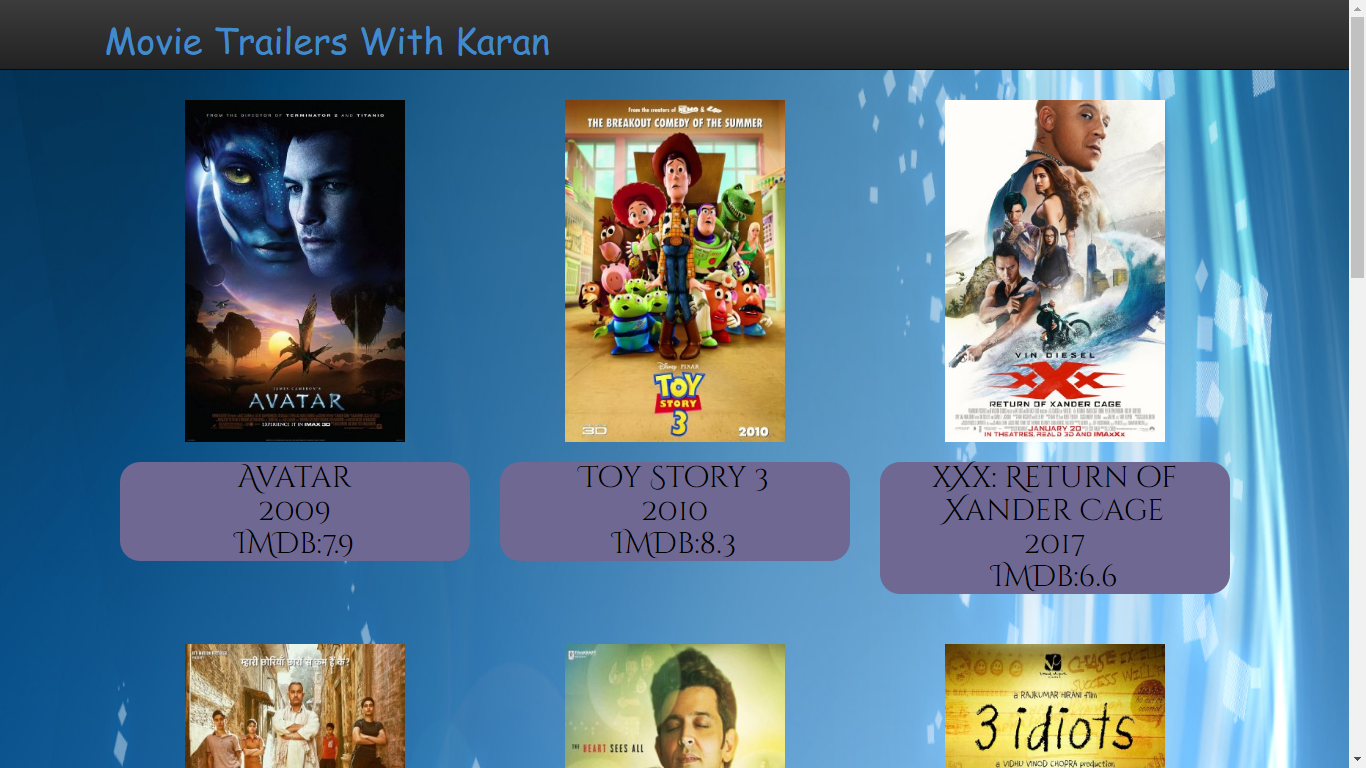 Movie Trailers With Karan
FROM THE DIRECTOR OF TERMINATOR 2 AND TITANIC
JAMES CAMERON'S
AVATAR
EXPERIENCE IT IN IMAX 3D
From the creators of
THE BREAKOUT COMEDY OF THE SUMMER
Disney PIXAR
TOY
STORY
3
3D
2010
VIN DIESEL
xXx
RETURN OF XANDER CAGE
JANUARY 20
IN THEATRES, REAL D 3D AND IMAX
AVATAR
2009
IMDB:7.9
TOY STORY 3
2010
IMDB:8.3
XXX: RETURN OF
XANDER CAGE
2017
IMDB:6.6
म्हारी छोरियाँ छोरों से कम हैं के?
THE HEART SEES ALL
a RAJKUMAR HIRANI film
3 idiots
a VIDHU VINOD CHOPRA production